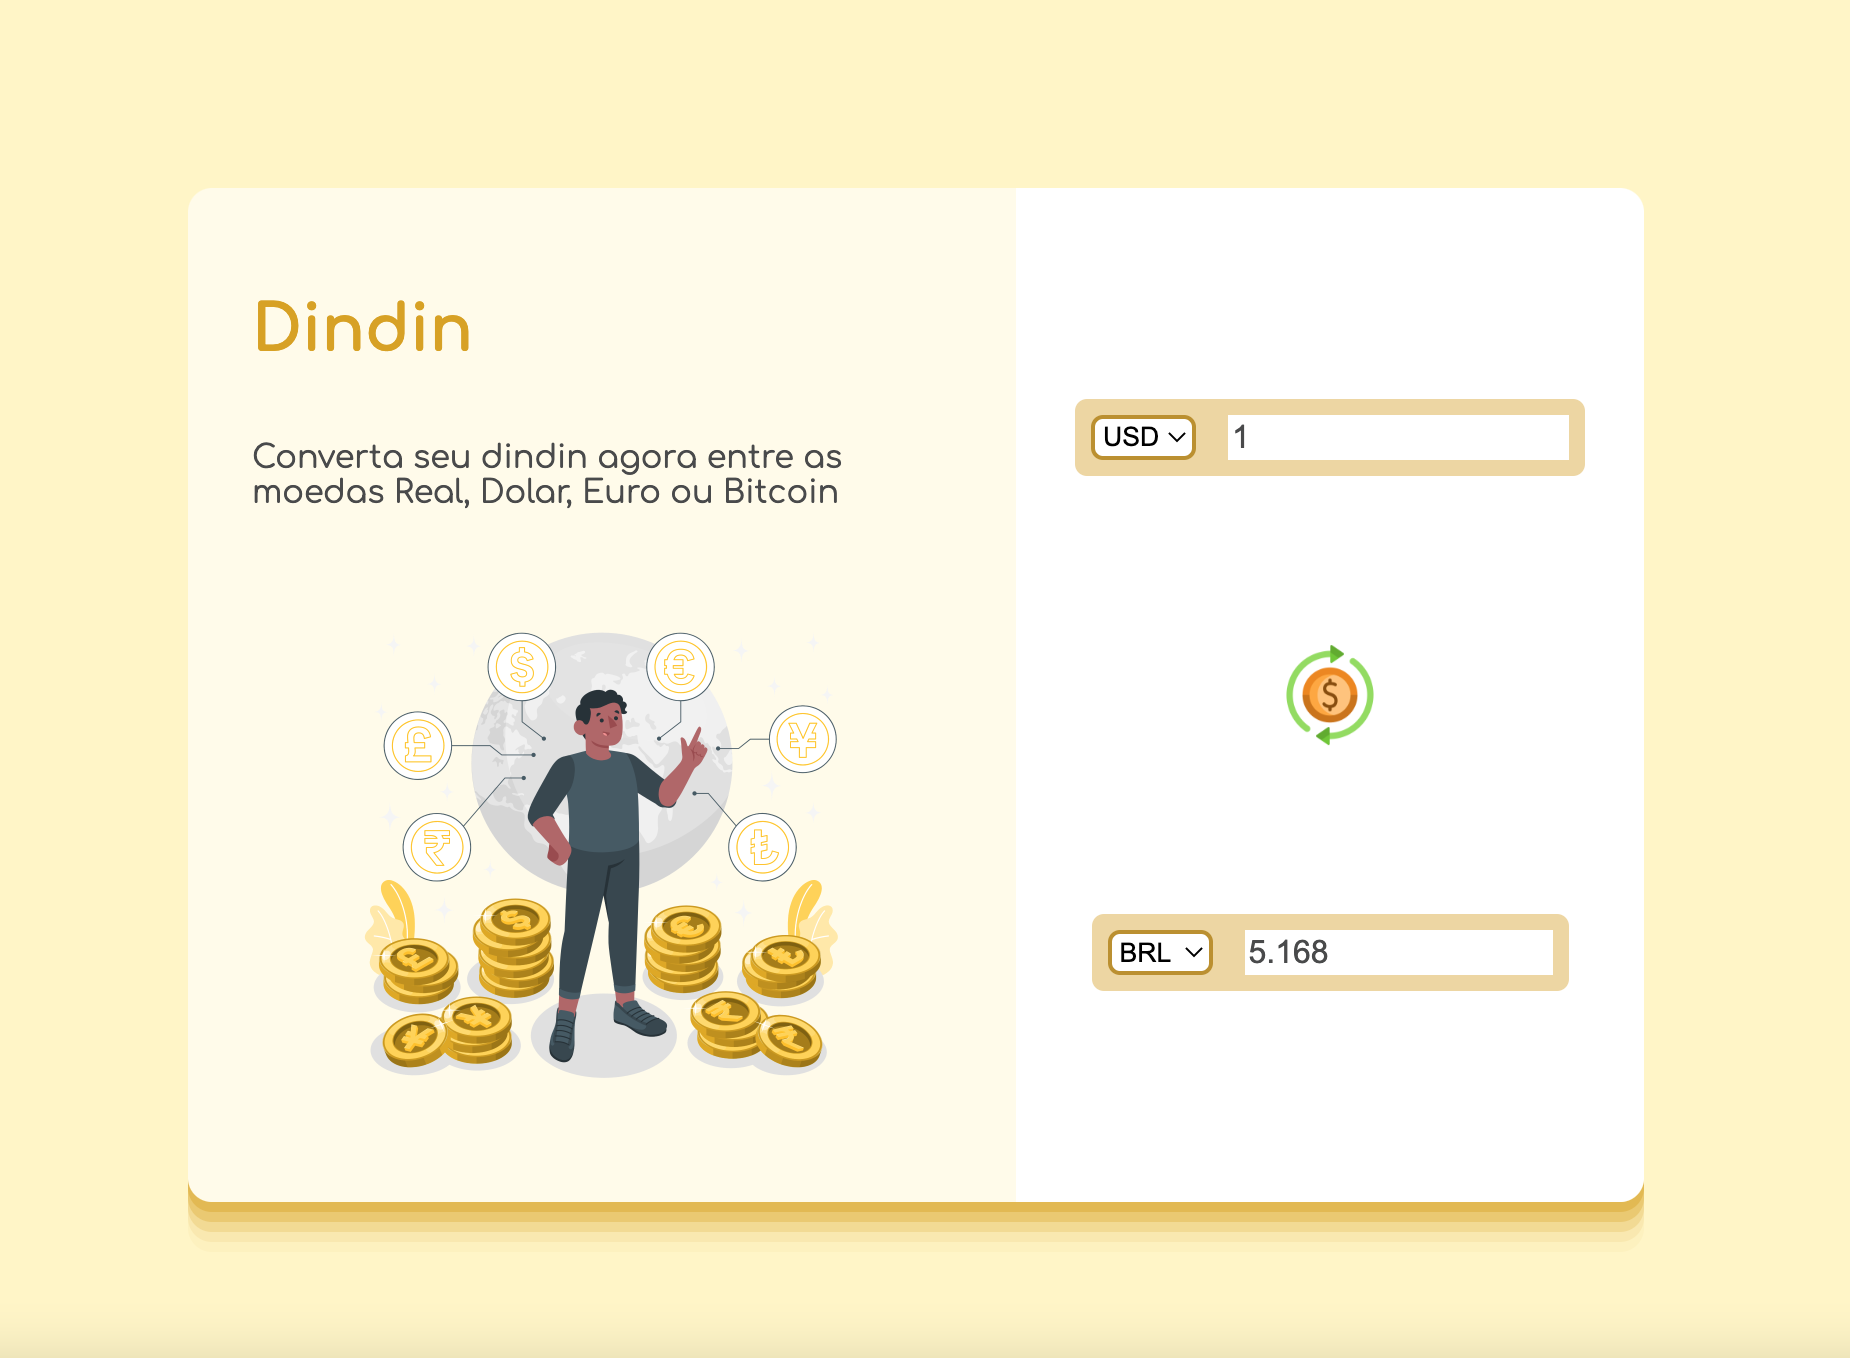 Dindin
Converta seu dindin agora entre as
moedas Real, Dolar, Euro ou Bitcoin
USD 1
$ €
£ ¥
₹ ₺
$
BRL 5.168